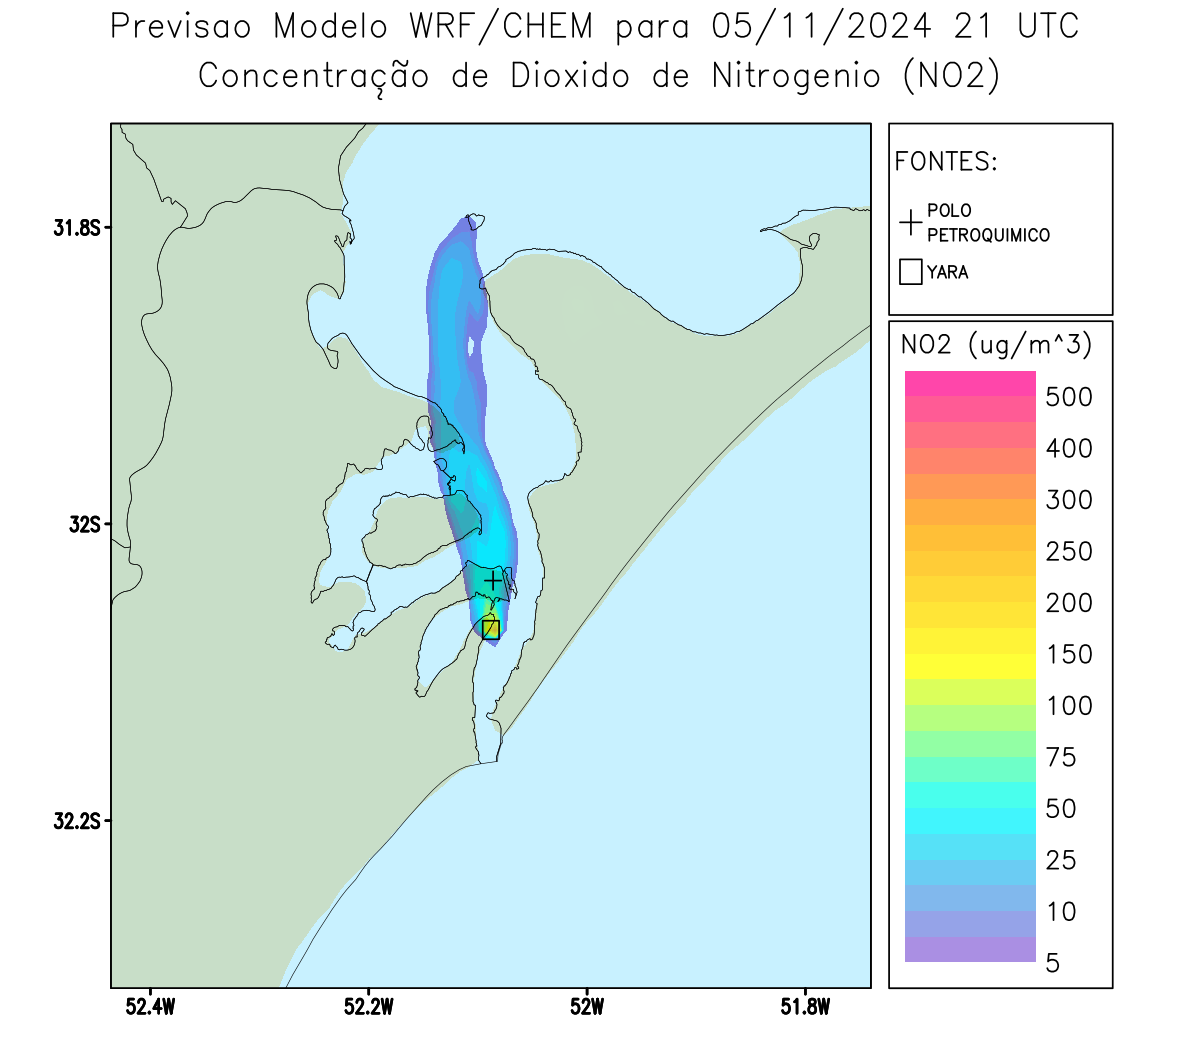 Previsao Modelo WRF/CHEM para 05/11/2024 21 UTC
Concentração de Dioxido de Nitrogenio (NO2)
FONTES:
POLO
PETROQUIMICO
YARA
NO2 (ug/m^3)
500
400
300
250
200
150
100
75
50
25
10
5
31.8S
32S
32.2S
52.4W
52.2W
52W
51.8W